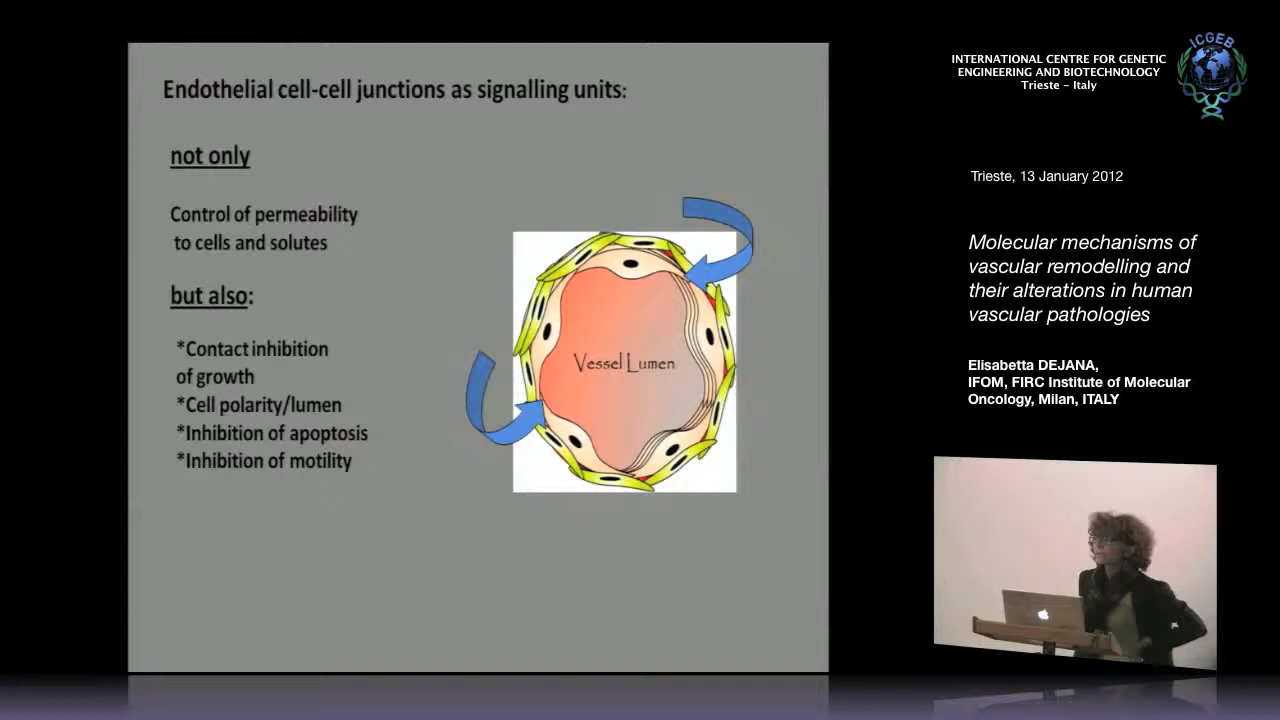 Endothelial cell-cell junctions as signalling units:
not only
Control of permeability
to cells and solutes
but also:
*Contact inhibition
of growth
*Cell polarity/lumen
*Inhibition of apoptosis
*Inhibition of motility
Vessel Lumen
INTERNATIONAL CENTRE FOR GENETIC
ENGINEERING AND BIOTECHNOLOGY
Trieste - Italy
ICGEB
Trieste, 13 January 2012
Molecular mechanisms of
vascular remodelling and
their alterations in human
vascular pathologies
Elisabetta DEJANA,
IFOM, FIRC Institute of Molecular
Oncology, Milan, ITALY